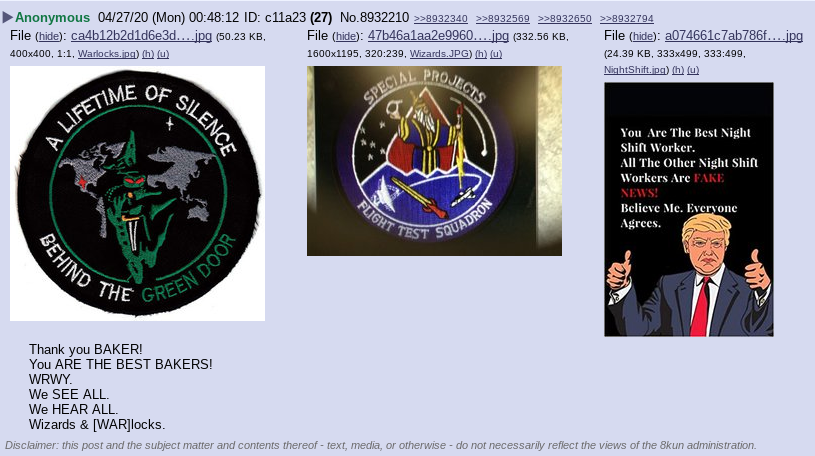 Anonymous 04/27/20 (Mon) 00:48:12 ID: c11a23 (27) No.8932210 >>8932340 >>8932569 >>8932650 >>8932794
File (hide): ca4b12b2d1d6e3d….jpg (50.23 KB, 400x400, 1:1, Warlocks.jpg) (h) (u)
A LIFETIME OF SILENCE
BEHIND THE GREEN DOOR
File (hide): 47b46a1aa2e9960….jpg (332.56 KB, 1600x1195, 320:239, Wizards.JPG) (h) (u)
SPECIAL PROJECTS
FLIGHT TEST SQUADRON
File (hide): a074661c7ab786f….jpg (24.39 KB, 333x499, 333:499, NightShift.jpg) (h) (u)
You Are The Best Night
Shift Worker.
All The Other Night Shift
Workers Are FAKE
NEWS!
Believe Me. Everyone
Agrees.
Thank you BAKER!
You ARE THE BEST BAKERS!
WRWY.
We SEE ALL.
We HEAR ALL.
Wizards & [WAR]locks.
Disclaimer: this post and the subject matter and contents thereof - text, media, or otherwise - do not necessarily reflect the views of the 8kun administration.